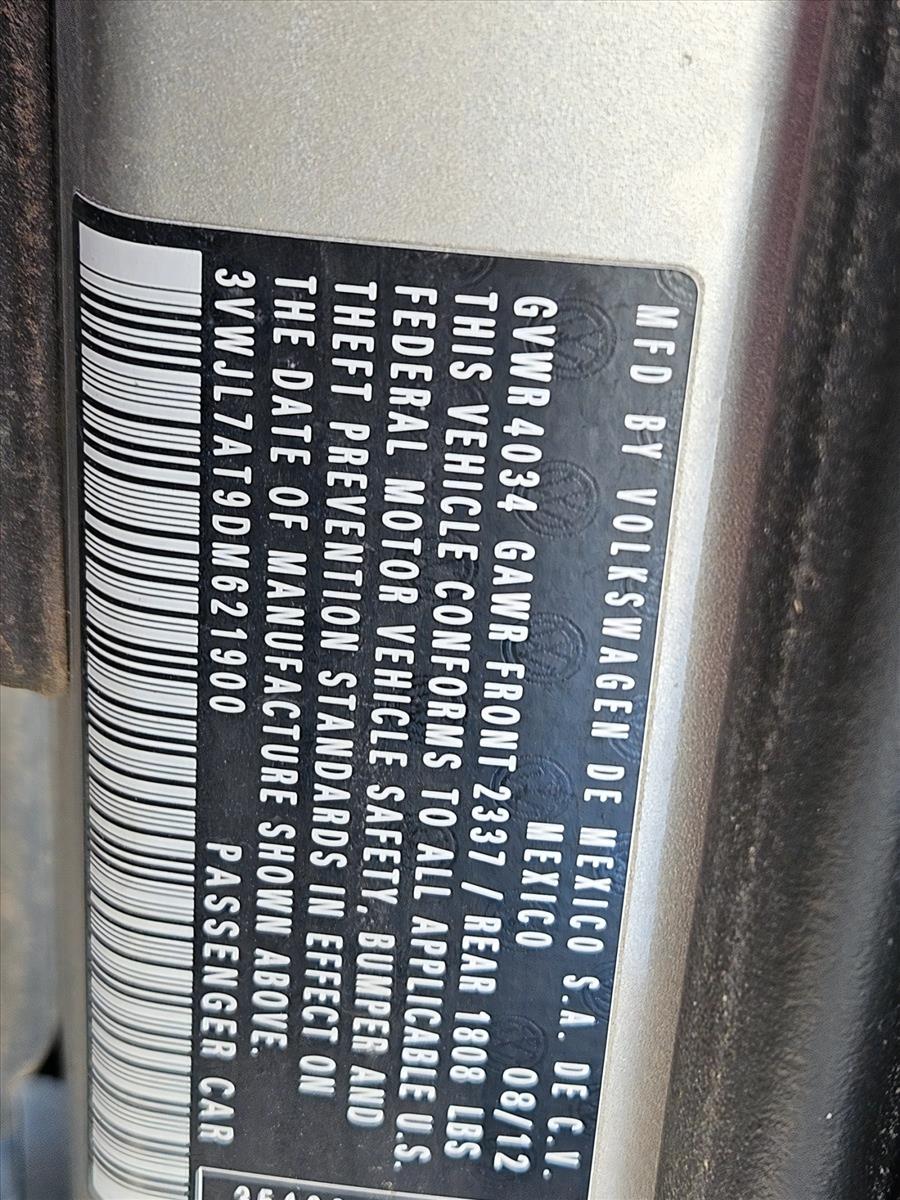 MFD BY VOLKSWAGEN DE MEXICO S.A. DE C.V.
MEXICO 08/12
GVWR 4034 GAWR FRONT 2337 / REAR 1808 LBS
THIS VEHICLE CONFORMS TO ALL APPLICABLE U.S.
FEDERAL MOTOR VEHICLE SAFETY, BUMPER AND
THEFT PREVENTION STANDARDS IN EFFECT ON
THE DATE OF MANUFACTURE SHOWN ABOVE.
3VWJL7AT9DM621900 PASSENGER CAR